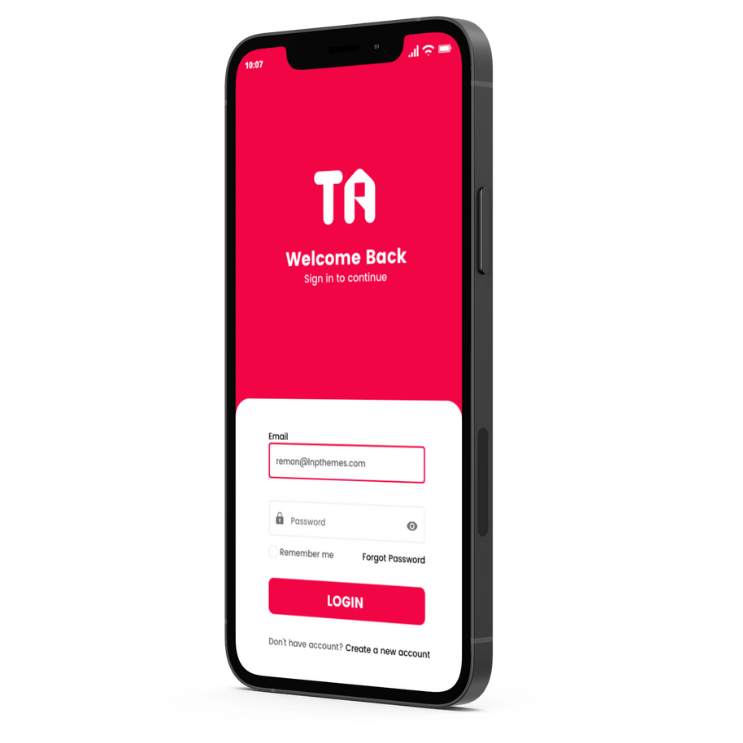 10:07
TA
Welcome Back
Sign in to continue
Email
remon@lnpthemes.com
Password
Remember me
Forgot Password
LOGIN
Don't have account? Create a new account